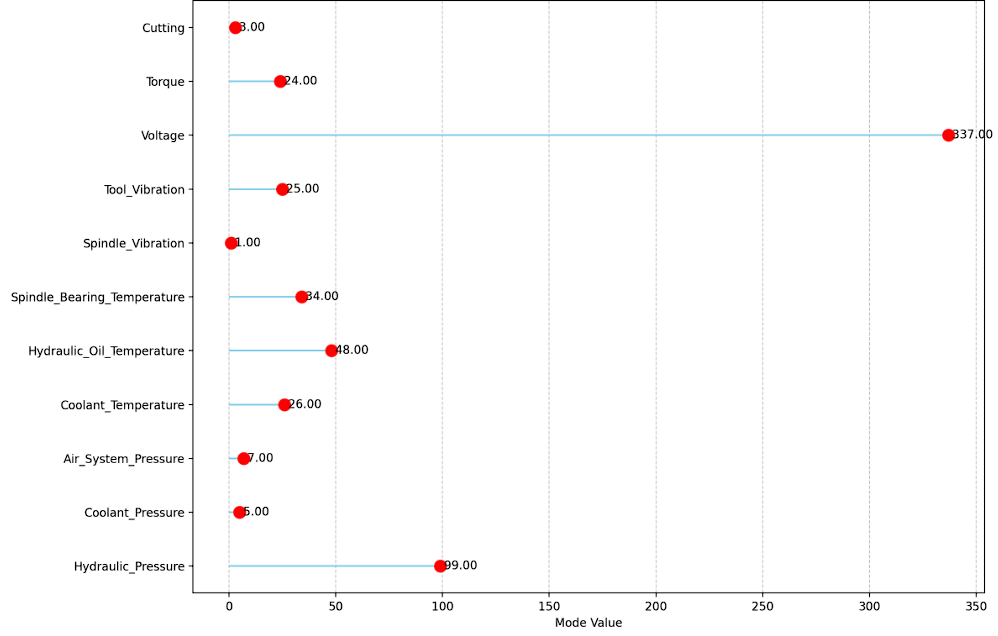 Cutting 3.00
Torque 24.00
Voltage 337.00
Tool_Vibration 25.00
Spindle_Vibration 1.00
Spindle_Bearing_Temperature 34.00
Hydraulic_Oil_Temperature 48.00
Coolant_Temperature 26.00
Air_System_Pressure 7.00
Coolant_Pressure 5.00
Hydraulic_Pressure 99.00
0 50 100 150 200 250 300 350
Mode Value